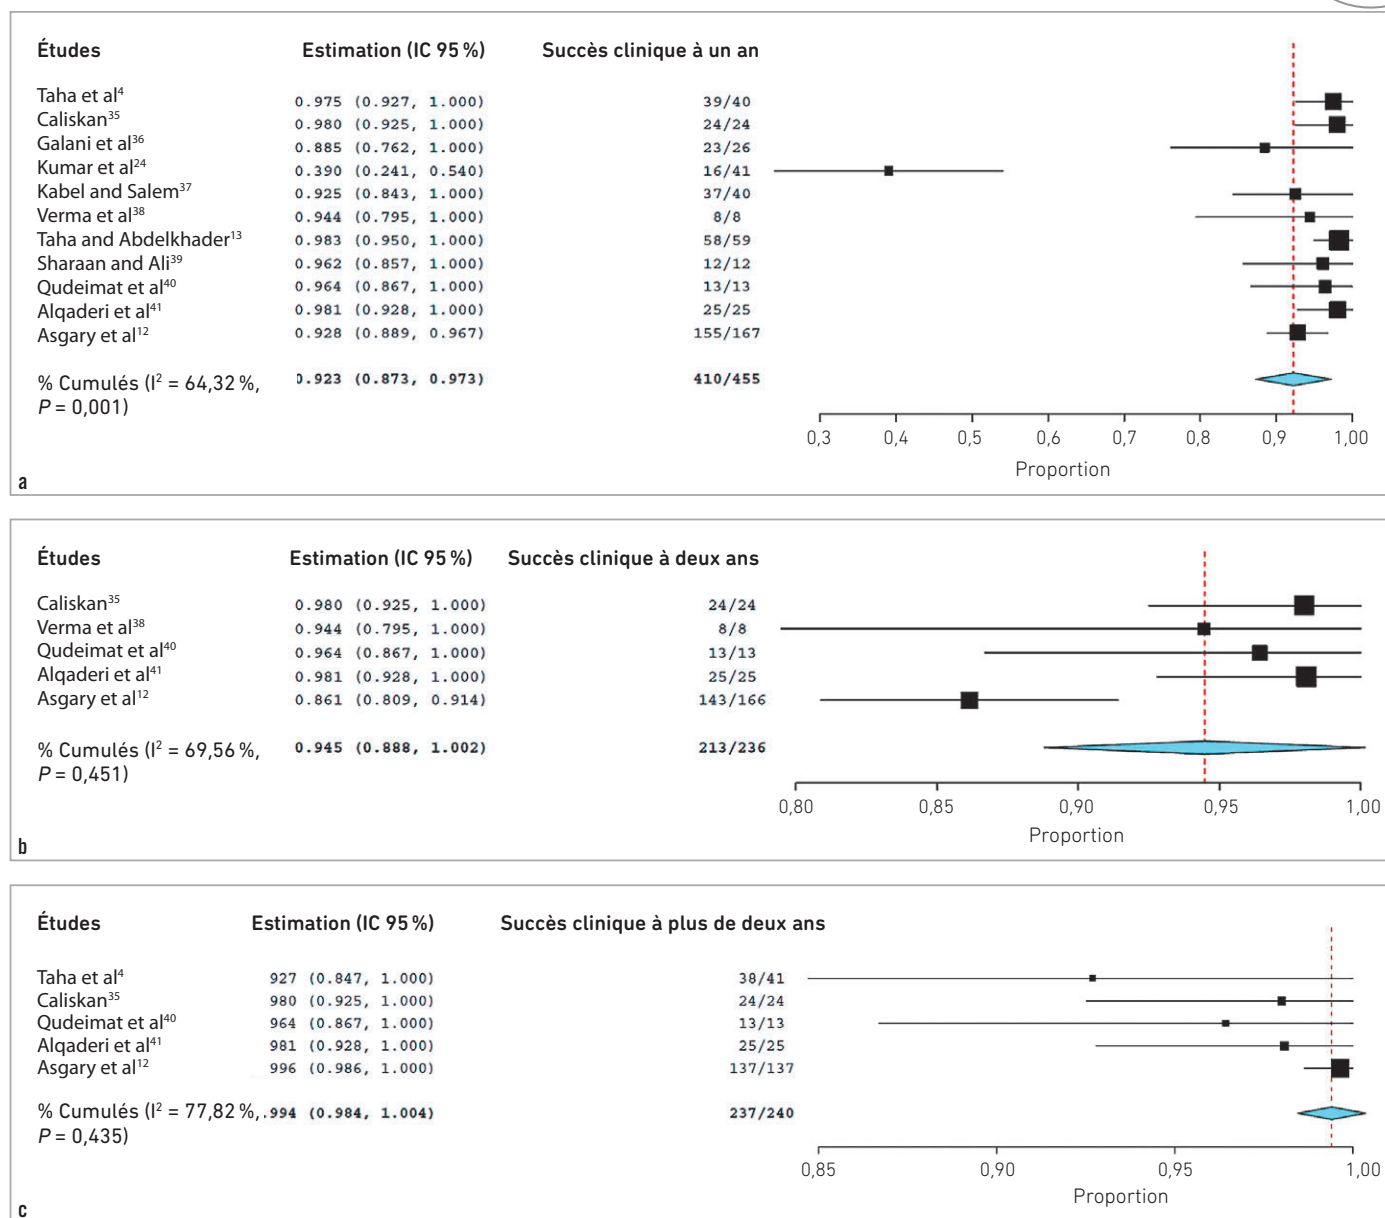 Études Estimation (IC 95 %) Succès clinique à un an
Taha et al4 0.975 (0.927, 1.000) 39/40
Caliskan35 0.980 (0.925, 1.000) 24/24
Galani et al36 0.885 (0.762, 1.000) 23/26
Kumar et al24 0.390 (0.241, 0.540) 16/41
Kabel and Salem37 0.925 (0.843, 1.000) 37/40
Verma et al38 0.944 (0.795, 1.000) 8/8
Taha and Abdelkhader13 0.983 (0.950, 1.000) 58/59
Sharaan and Ali39 0.962 (0.857, 1.000) 12/12
Qudeimat et al40 0.964 (0.867, 1.000) 13/13
Alqaderi et al41 0.981 (0.928, 1.000) 25/25
Asgary et al12 0.928 (0.889, 0.967) 155/167
% Cumulés (I2 = 64,32 %, 0.923 (0.873, 0.973) 410/455
P = 0,001)
0,3 0,4 0,5 0,6 0,7 0,8 0,9 1,00
Proportion
a
Études Estimation (IC 95 %) Succès clinique à deux ans
Caliskan35 0.980 (0.925, 1.000) 24/24
Verma et al38 0.944 (0.795, 1.000) 8/8
Qudeimat et al40 0.964 (0.867, 1.000) 13/13
Alqaderi et al41 0.981 (0.928, 1.000) 25/25
Asgary et al12 0.861 (0.809, 0.914) 143/166
% Cumulés (I2 = 69,56 %, 0.945 (0.888, 1.002) 213/236
P = 0,451)
0,80 0,85 0,90 0,95 1,00
Proportion
b
Études Estimation (IC 95 %) Succès clinique à plus de deux ans
Taha et al4 927 (0.847, 1.000) 38/41
Caliskan35 980 (0.925, 1.000) 24/24
Qudeimat et al40 964 (0.867, 1.000) 13/13
Alqaderi et al41 981 (0.928, 1.000) 25/25
Asgary et al12 996 (0.986, 1.000) 137/137
% Cumulés (I2 = 77,82 %, .994 (0.984, 1.004) 237/240
P = 0,435)
0,85 0,90 0,95 1,00
Proportion
c